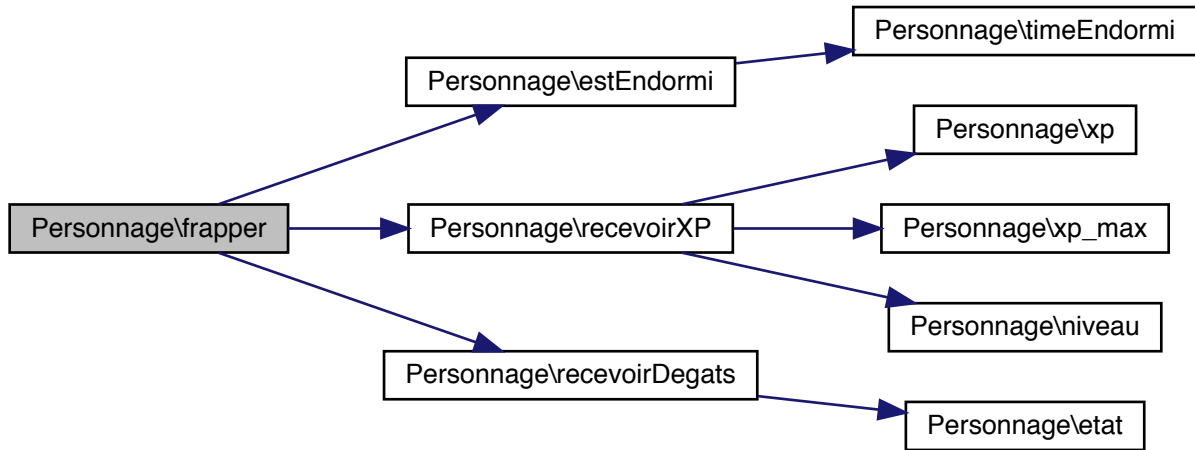 Personnage\timeEndormi
Personnage\estEndormi
Personnage\xp
Personnage\frapper
Personnage\recevoirXP
Personnage\xp_max
Personnage\niveau
Personnage\recevoirDegats
Personnage\etat